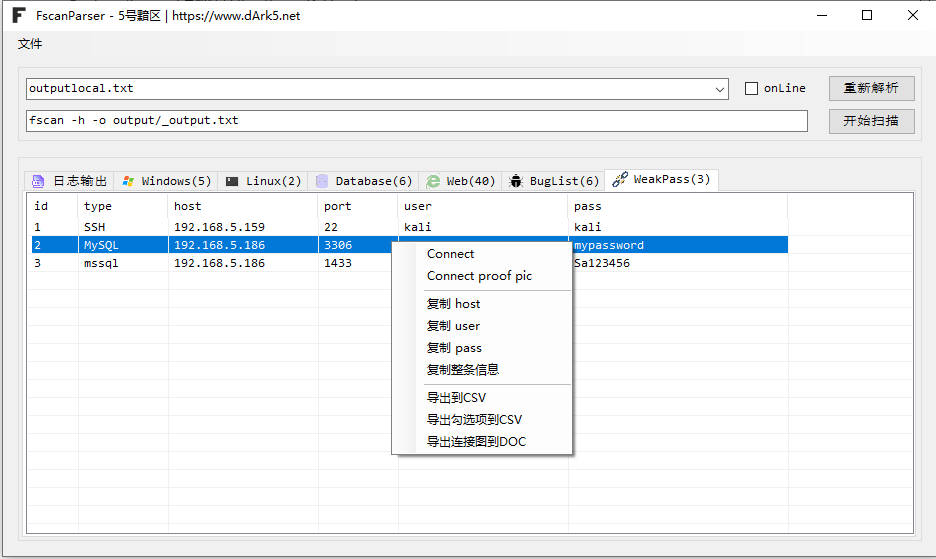 FscanParser - 5号黯区 | https://www.dArk5.net
文件
outputlocal.txt
onLine
重新解析
fscan -h -o output/_output.txt
开始扫描
日志输出 Windows(5) Linux(2) Database(6) Web(40) BugList(6) WeakPass(3)
id type host port user pass
1 SSH 192.168.5.159 22 kali kali
2 MySQL 192.168.5.186 3306 mypassword
3 mssql 192.168.5.186 1433 Sa123456
Connect
Connect proof pic
复制 host
复制 user
复制 pass
复制整条信息
导出到CSV
导出勾选项到CSV
导出连接图到DOC